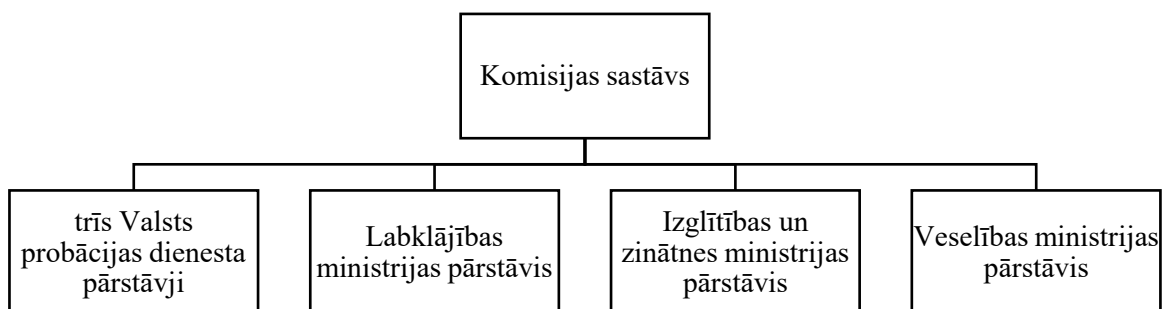 Komisijas sastāvs
trīs Valsts
probācijas dienesta
pārstāvji
Labklājības
ministrijas pārstāvis
Izglītības un
zinātnes ministrijas
pārstāvis
Veselības ministrijas
pārstāvis